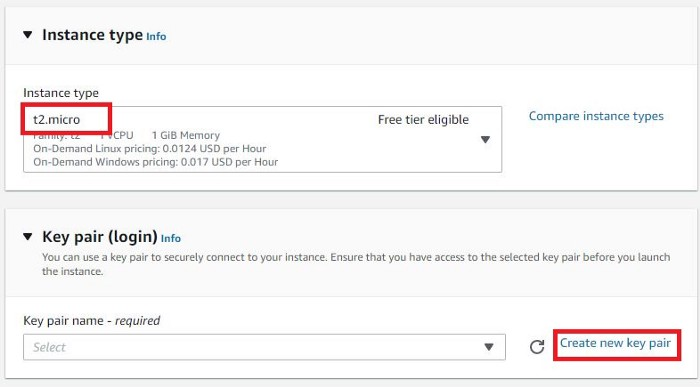 Instance type Info
Instance type
t2.micro Free tier eligible
Family: t2 1 vCPU 1 GiB Memory
On-Demand Linux pricing: 0.0124 USD per Hour
On-Demand Windows pricing: 0.017 USD per Hour
Compare instance types
Key pair (login) Info
You can use a key pair to securely connect to your instance. Ensure that you have access to the selected key pair before you launch
the instance.
Key pair name - required
Select
Create new key pair